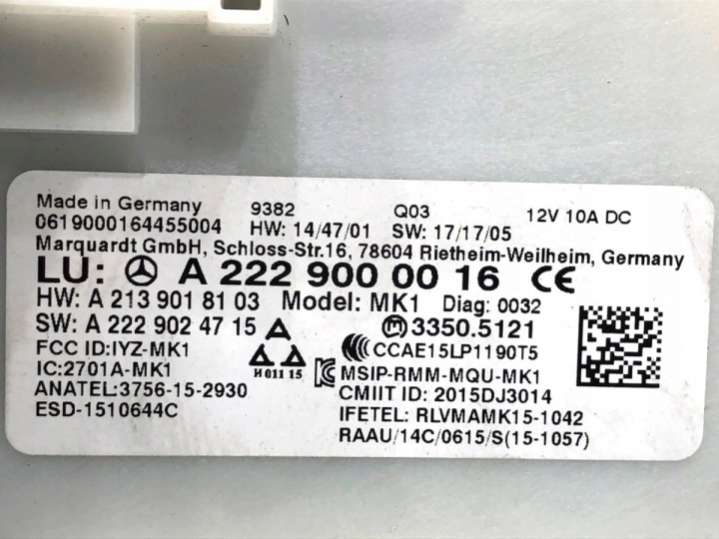 Made in Germany 9382 Q03 12V 10A DC
0619000164455004 HW: 14/47/01 SW: 17/17/05
Marquardt GmbH, Schloss-Str.16, 78604 Rietheim-Weilheim, Germany
LU: A 222 900 00 16 CE
HW: A 213 901 81 03 Model: MK1 Diag: 0032
SW: A 222 902 47 15 A 3350.5121
FCC ID:IYZ-MK1 CCAE15LP1190T5
IC:2701A-MK1 H 011 15 MSIP-RMM-MQU-MK1
ANATEL:3756-15-2930 CMIIT ID: 2015DJ3014
ESD-1510644C IFETEL: RLVMAMK15-1042
RAAU/14C/0615/S(15-1057)